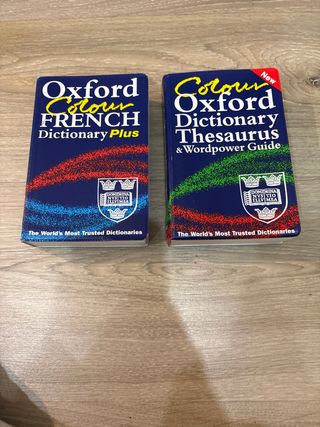 Oxford
Colour
FRENCH
Dictionary Plus
The World's Most Trusted Dictionaries
New
Colour
Oxford
Dictionary
Thesaurus
& Wordpower Guide
The World's Most Trusted Dictionaries